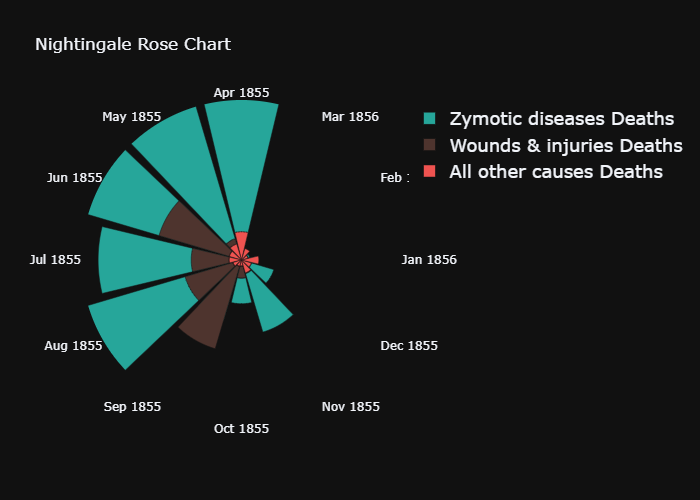 Nightingale Rose Chart
Apr 1855
May 1855
Mar 1856
Zymotic diseases Deaths
Wounds & injuries Deaths
All other causes Deaths
Jun 1855
Feb
Jul 1855
Jan 1856
Aug 1855
Dec 1855
Sep 1855
Nov 1855
Oct 1855